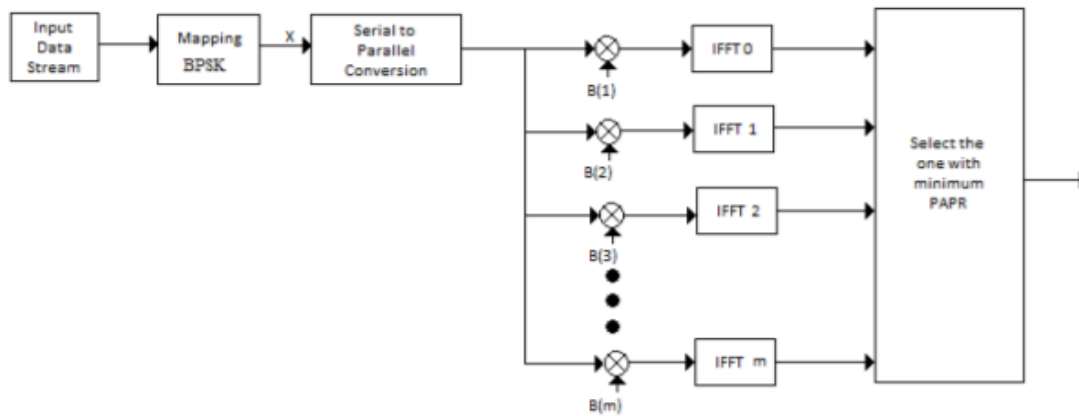 Input
Data
Stream
Mapping
BPSK
X
Serial to
Parallel
Conversion
B(1)
IFFT 0
B(2)
IFFT 1
B(3)
IFFT 2
B(m)
IFFT m
Select the
one with
minimum
PAPR